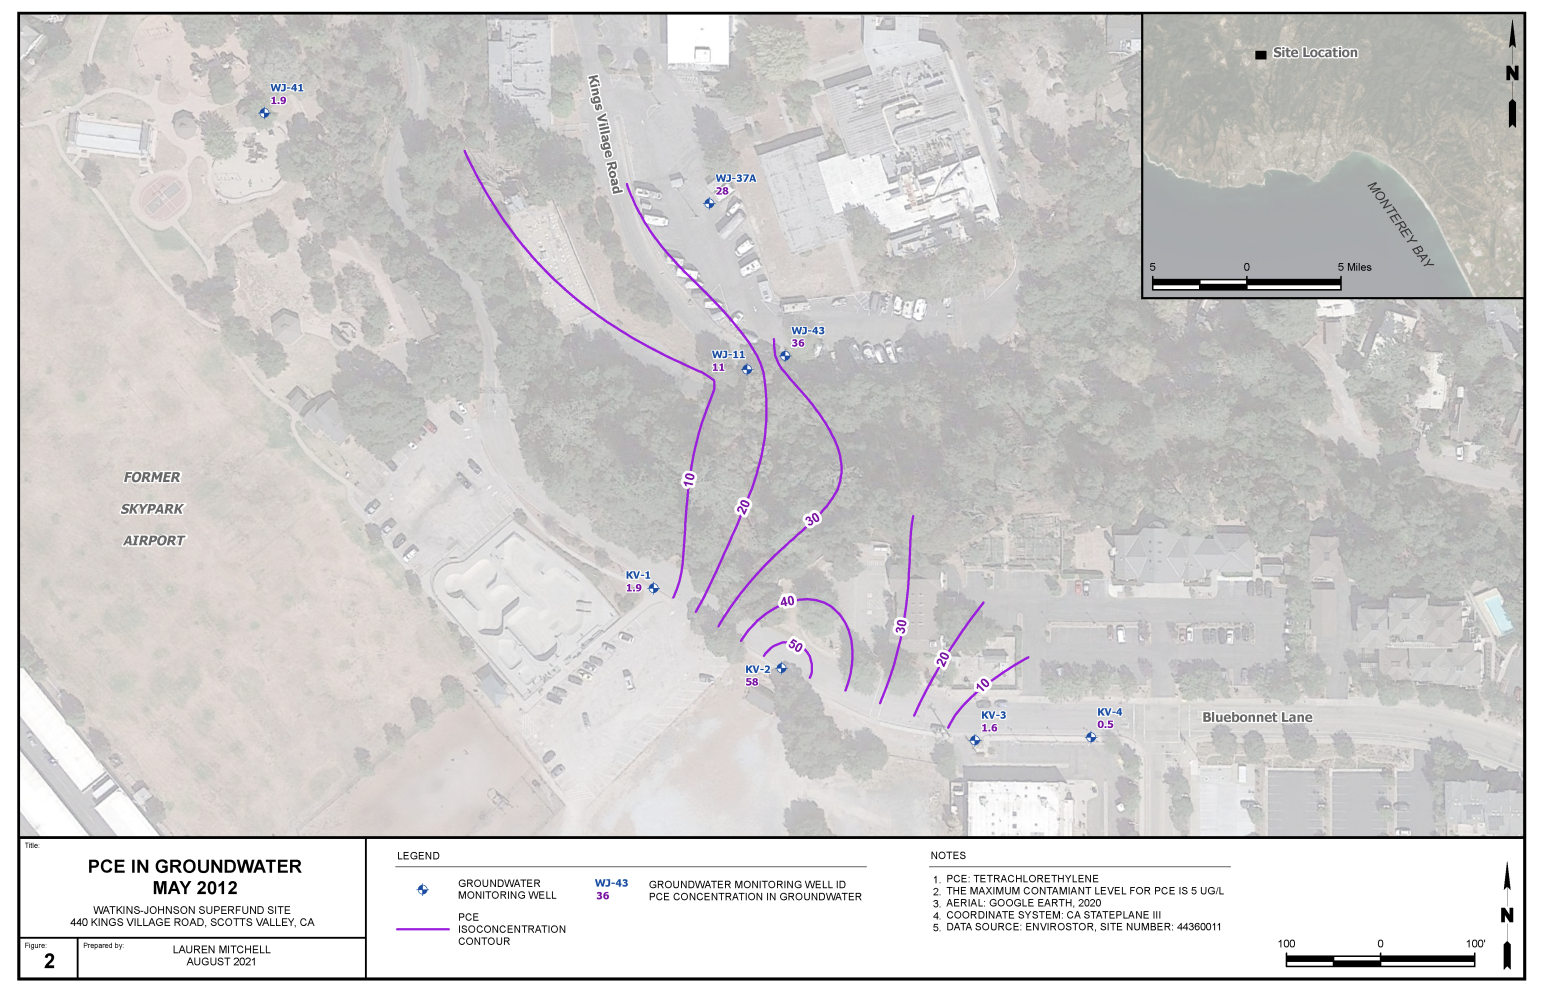 Site Location
N
MONTEREY BAY
5 0 5 Miles
WJ-41
1.9
Kings Village Road
WJ-37A
28
WJ-43
36
WJ-11
11
FORMER
SKYPARK
AIRPORT
10
20
30
KV-1
1.9
40
50
KV-2
58
30
20
10
KV-3
1.6
KV-4
0.5
Bluebonnet Lane
Title:
PCE IN GROUNDWATER
MAY 2012
WATKINS-JOHNSON SUPERFUND SITE
440 KINGS VILLAGE ROAD, SCOTTS VALLEY, CA
Figure:
2
Prepared by:
LAUREN MITCHELL
AUGUST 2021
LEGEND
GROUNDWATER
MONITORING WELL
WJ-43
36
GROUNDWATER MONITORING WELL ID
PCE CONCENTRATION IN GROUNDWATER
PCE
ISOCONCENTRATION
CONTOUR
NOTES
1. PCE: TETRACHLORETHYLENE
2. THE MAXIMUM CONTAMIANT LEVEL FOR PCE IS 5 UG/L
3. AERIAL: GOOGLE EARTH, 2020
4. COORDINATE SYSTEM: CA STATEPLANE III
5. DATA SOURCE: ENVIROSTOR, SITE NUMBER: 44360011
100 0 100'
N